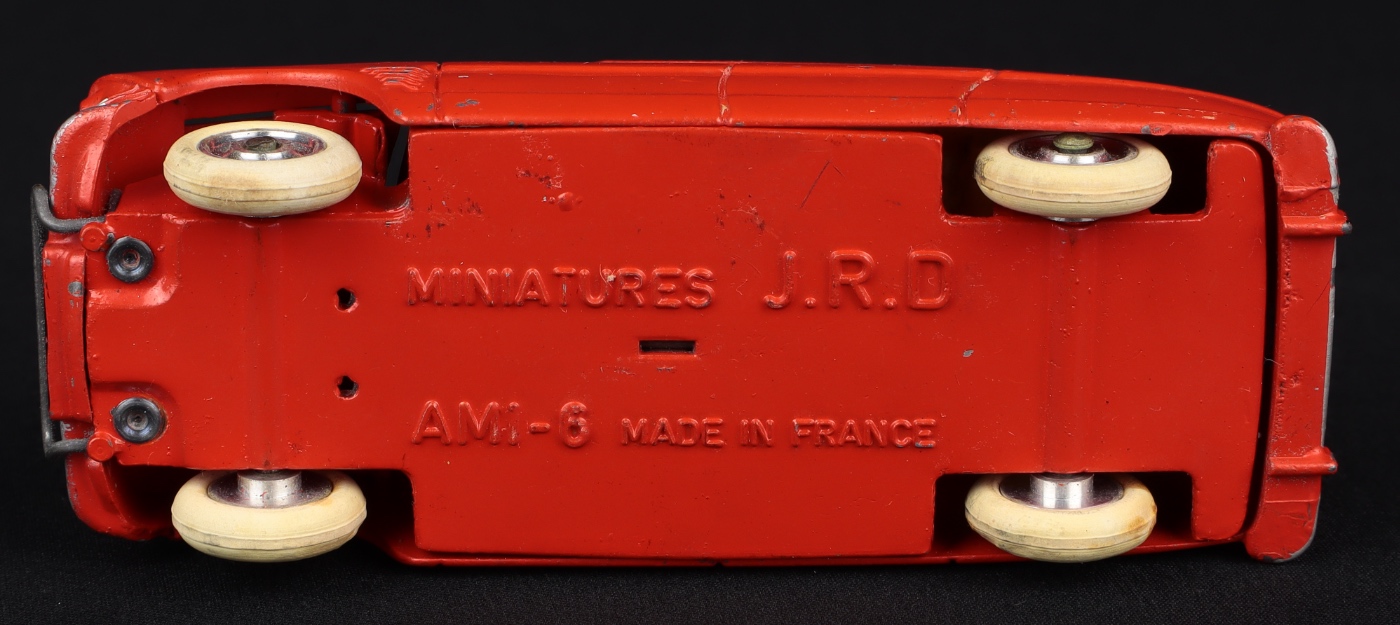 MINIATURES J.R.D
AMi-6 MADE IN FRANCE